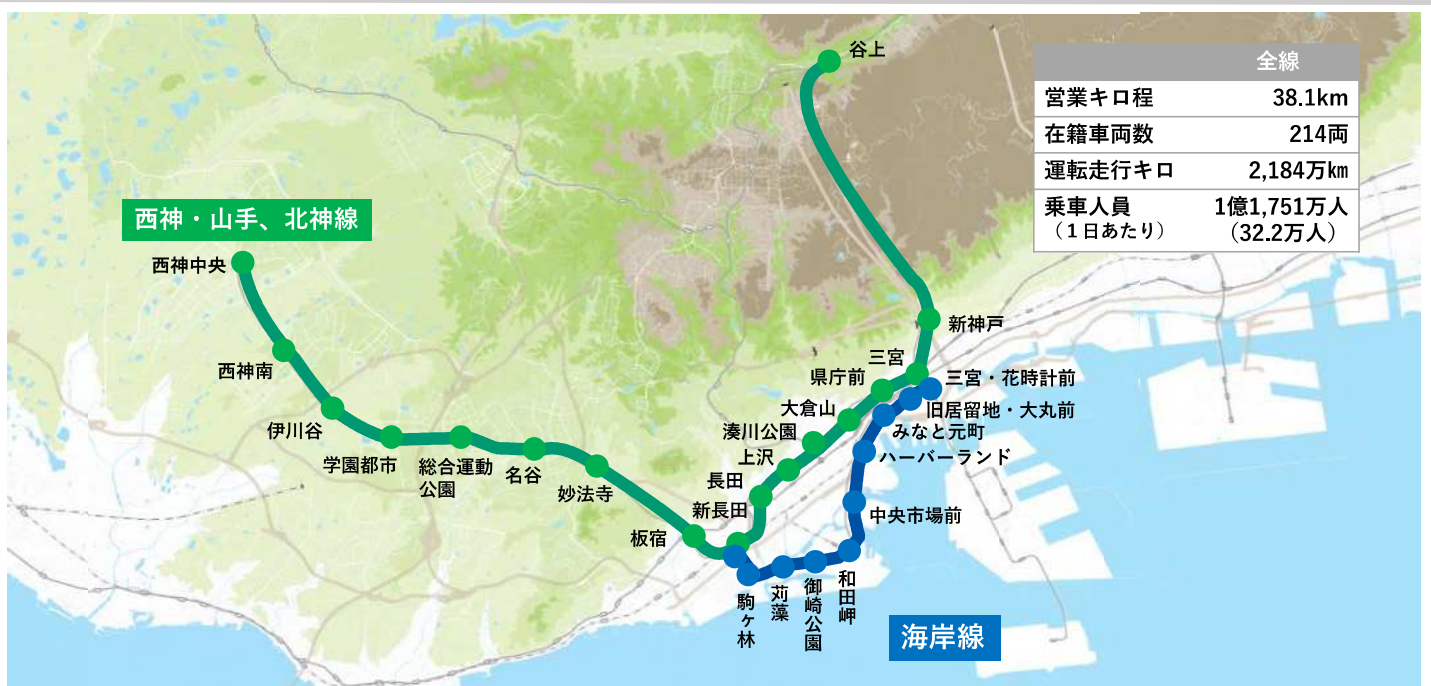 谷上
全線
営業キロ程 38.1km
在籍車両数 214両
運転走行キロ 2,184万㎞
乗車人員 1億1,751万人
（１日あたり） （32.2万人）
西神・山手、北神線
西神中央
西神南
伊川谷
学園都市
総合運動
公園
名谷
妙法寺
板宿
新長田
長田
上沢
湊川公園
大倉山
県庁前
三宮
新神戸
三宮・花時計前
旧居留地・大丸前
みなと元町
ハーバーランド
中央市場前
和田岬
御崎公園
苅藻
駒ヶ林
海岸線